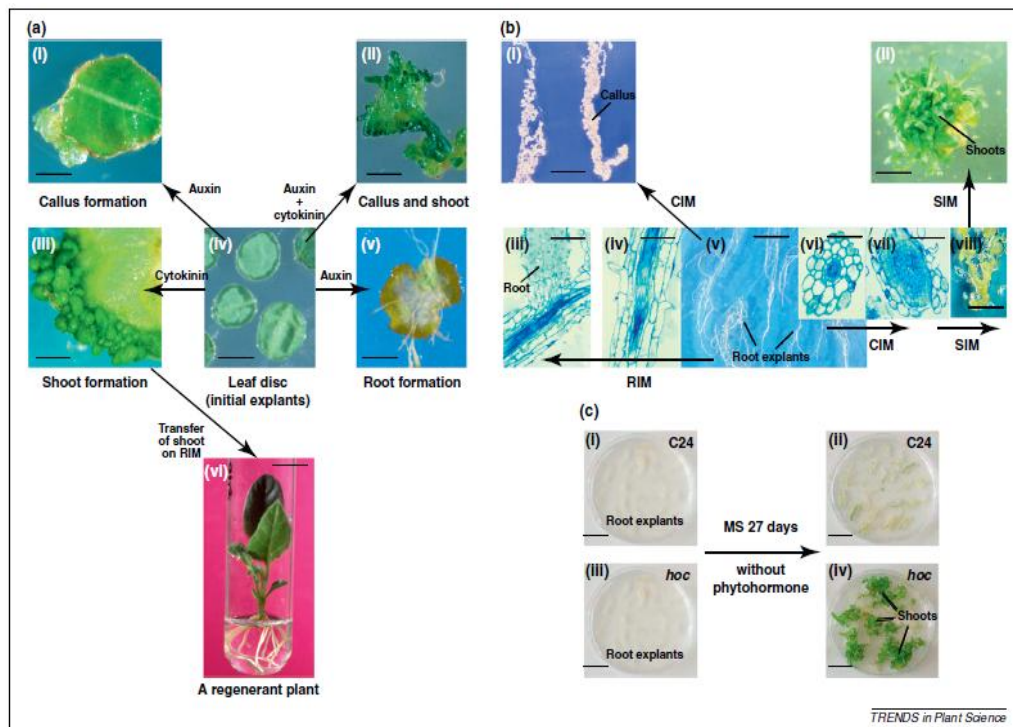 (a)
(i)
(ii)
Callus formation
Auxin
Auxin
+
cytokinin
Callus and shoot
(iii)
(iv)
(v)
Cytokinin
Auxin
Shoot formation
Leaf disc
(initial explants)
Root formation
Transfer
of shoot
on RIM
(vi)
A regenerant plant
(b)
(i)
Callus
(ii)
Shoots
CIM
SIM
(iii)
Root
(iv)
(v)
Root explants
(vi)
(vii)
(viii)
CIM
SIM
RIM
(c)
(i)
C24
Root explants
(ii)
C24
MS 27 days
without
phytohormone
(iii)
hoc
Root explants
(iv)
hoc
Shoots
TRENDS in Plant Science